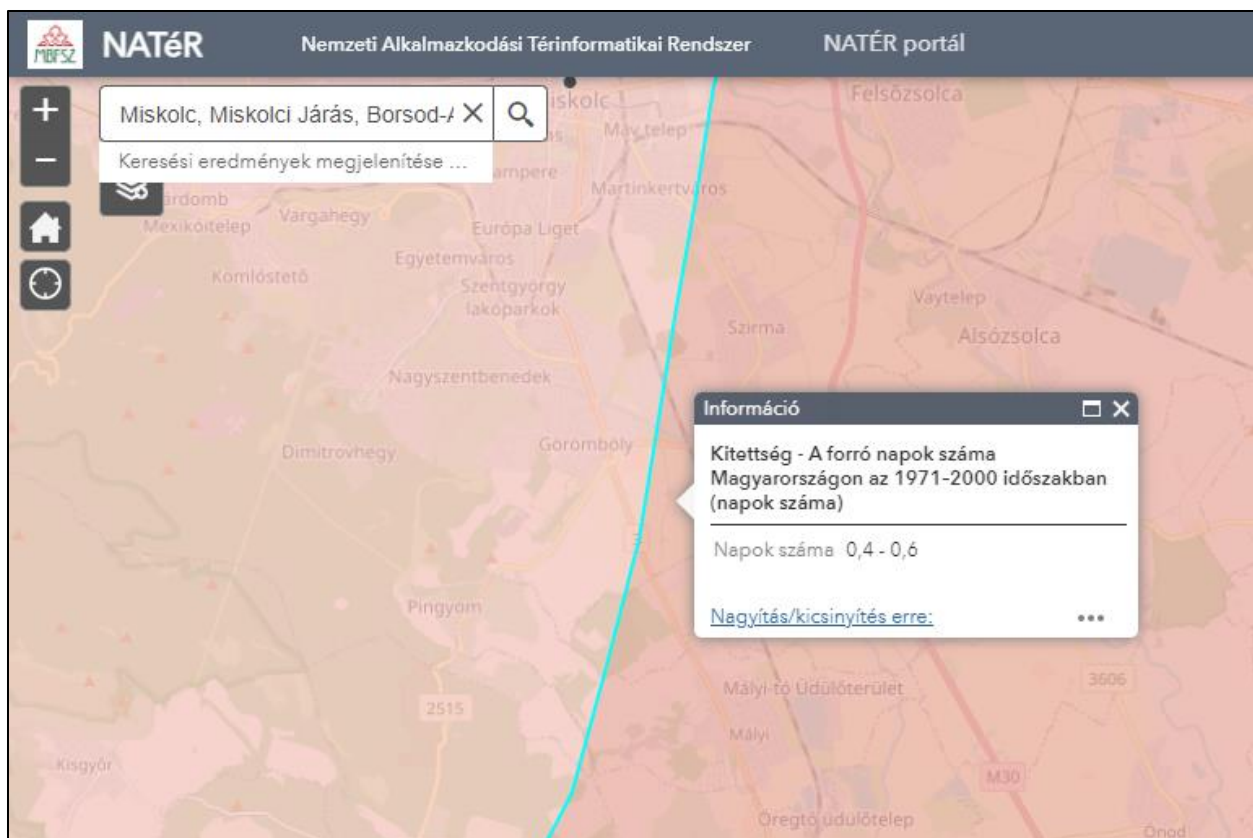 MBFSZ
NATéR
Nemzeti Alkalmazkodási Térinformatikai Rendszer
NATÉR portál
Miskolc, Miskolci Járás, Borsod-
Keresési eredmények megjelenítése ...
iskolc
Felsőzsolca
Máv telep
ampere
Martinkertváros
Mexikóitelep
Vargahegy
Európa Liget
Egyetemváros
Komlóstető
Szentgyörgy
lakóparkok
Vaytelep
Szirma
Alsózsolca
Nagyszentbenedek
Görömböly
Dimitrovhegy
Információ
Kitettség - A forró napok száma
Magyarországon az 1971-2000 időszakban
(napok száma)
Napok száma 0,4 - 0,6
Nagyítás/kicsinyítés erre:
Pingyom
2515
Mályi-tó Üdülőterület
3606
Mályi
Kisgyőr
M30
Öregtó üdülőtelep
Ónod